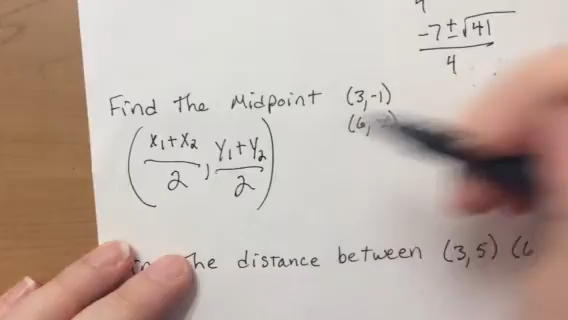 4
-7 ± √41
4
Find the Midpoint (3,-1)
(6,
(x₁+x₂/2, y₁+y₂/2)
the distance between (3,5) (6